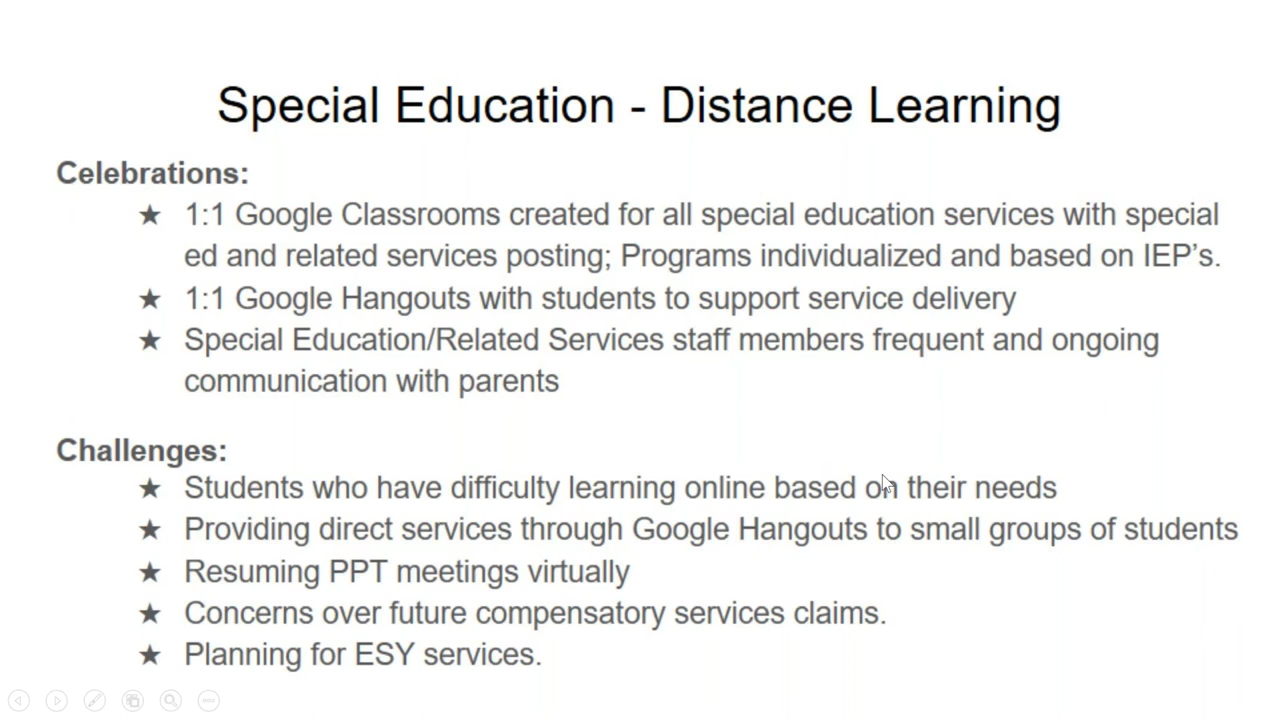 Special Education - Distance Learning
Celebrations:
★ 1:1 Google Classrooms created for all special education services with special
ed and related services posting; Programs individualized and based on IEP’s.
★ 1:1 Google Hangouts with students to support service delivery
★ Special Education/Related Services staff members frequent and ongoing
communication with parents
Challenges:
★ Students who have difficulty learning online based on their needs
★ Providing direct services through Google Hangouts to small groups of students
★ Resuming PPT meetings virtually
★ Concerns over future compensatory services claims.
★ Planning for ESY services.